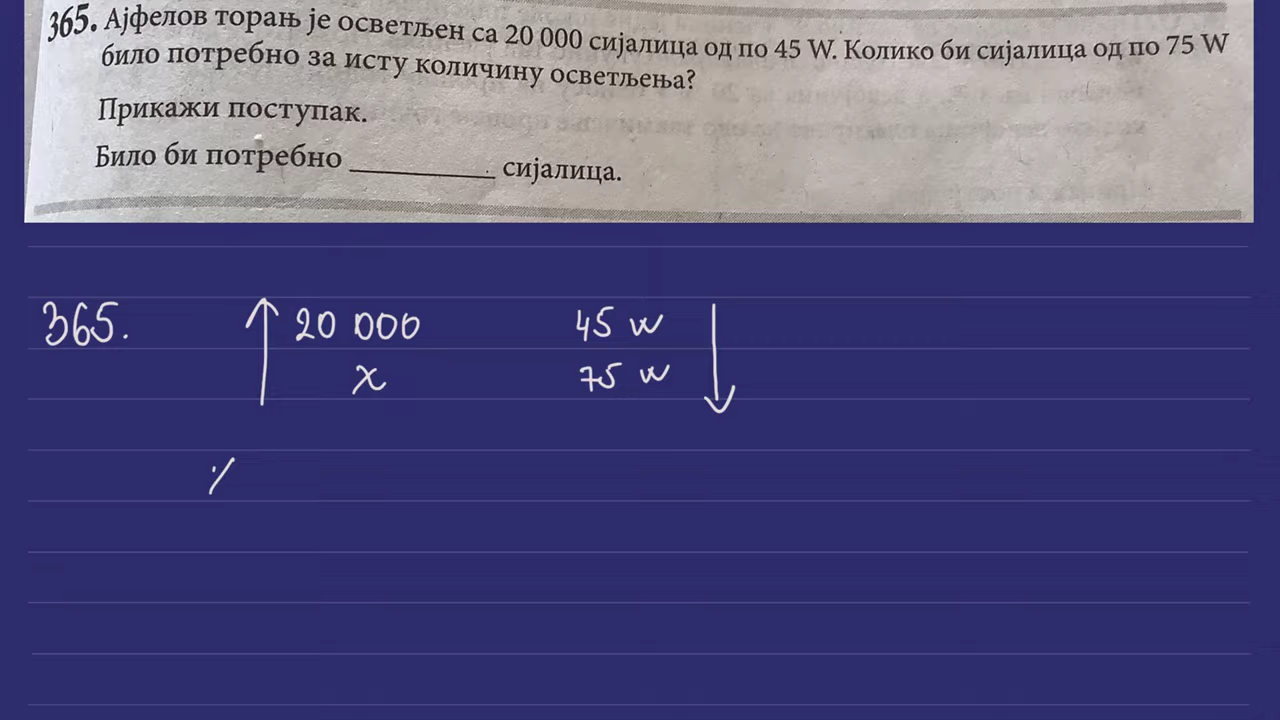 365. Ајфелов торањ је осветљен са 20 000 сијалица од по 45 W. Колико би сијалица од по 75 W
било потребно за исту количину осветљења?
Прикажи поступак.
Било би потребно __________ сијалица.
365. 20 000 45 W
x 75 W